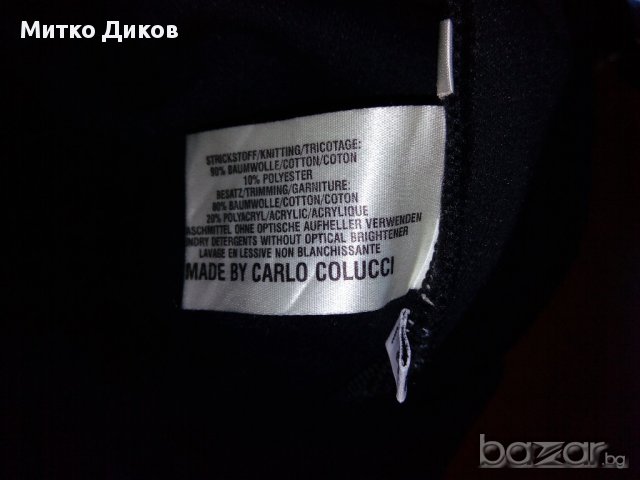 Митко Диков
STRICKSTOFF/KNITTING/TRICOTAGE:
90% BAUMWOLLE/COTTON/COTON
10% POLYESTER
BESATZ/TRIMMING/GARNITURE:
80% BAUMWOLLE/COTTON/COTON
20% POLYACRYL/ACRYLIC/ACRYLIQUE
ASCHMITTEL OHNE OPTISCHE AUFHELLER VERWENDEN
NDRY DETERGENTS WITHOUT OPTICAL BRIGHTENER
LAVAGE EN LESSIVE NON BLANCHISSANTE
MADE BY CARLO COLUCCI
bazar.bg